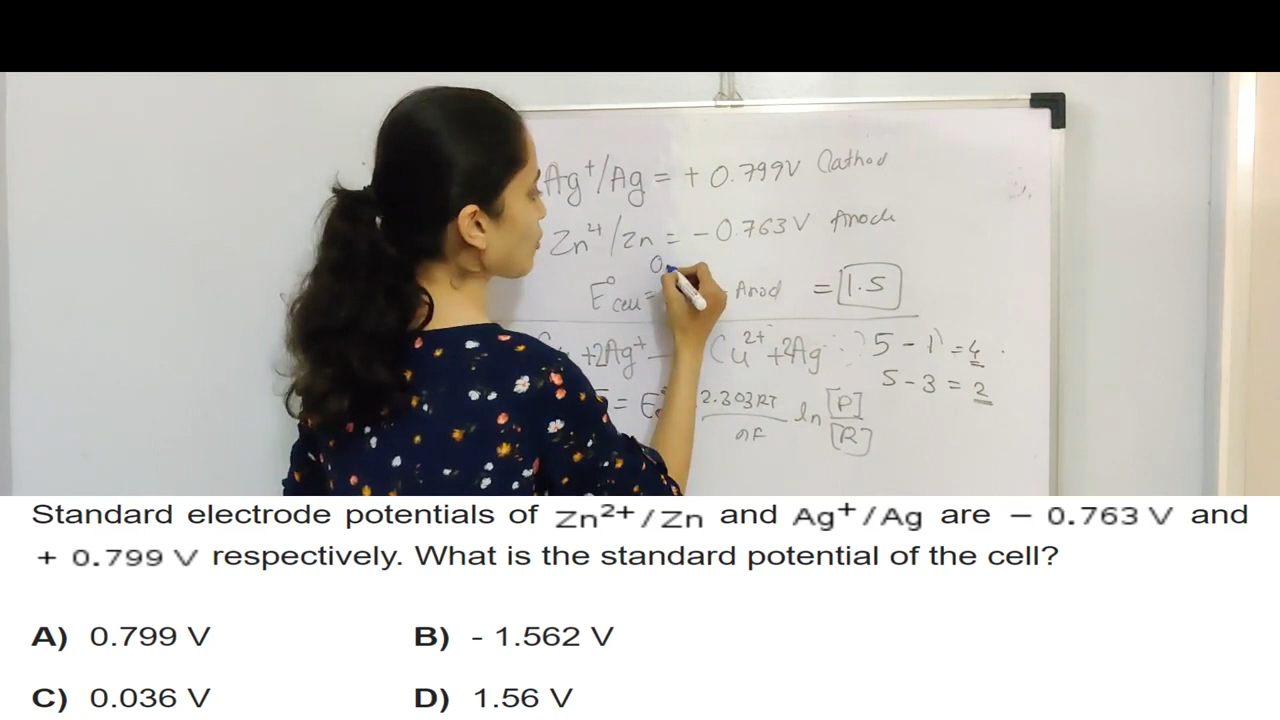 Ag⁺/Ag = + 0.799V Cathod
Zn²⁺/Zn = - 0.763 V Anode
E°cell = Anod = 1.5
+2Ag⁺ Cu²⁺ +2Ag 5 - 1) = 4
5 - 3 = 2
= E 2.303RT/nF ln [P]/[R]
Standard electrode potentials of Zn²⁺/Zn and Ag⁺/Ag are − 0.763 V and
+ 0.799 V respectively. What is the standard potential of the cell?
A) 0.799 V B) - 1.562 V
C) 0.036 V D) 1.56 V